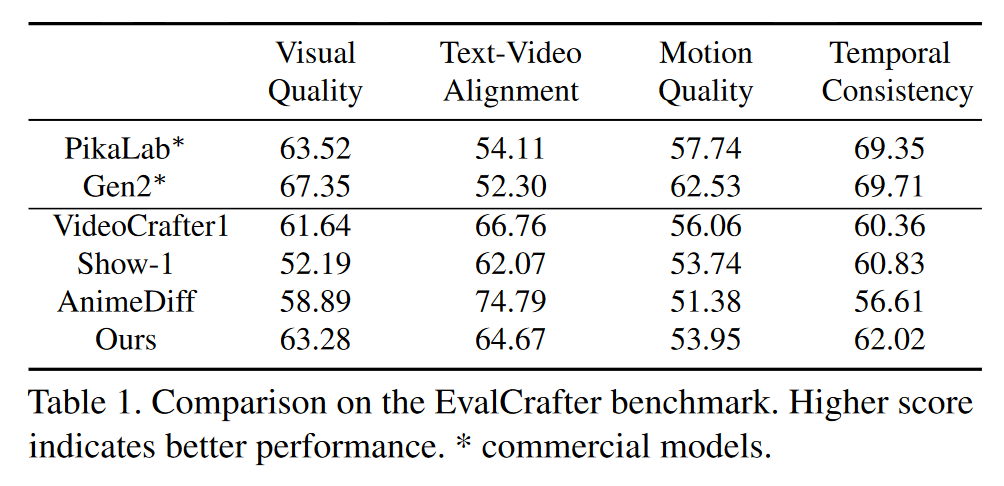 Visual Text-Video Motion Temporal
Quality Alignment Quality Consistency
PikaLab* 63.52 54.11 57.74 69.35
Gen2* 67.35 52.30 62.53 69.71
VideoCrafter1 61.64 66.76 56.06 60.36
Show-1 52.19 62.07 53.74 60.83
AnimeDiff 58.89 74.79 51.38 56.61
Ours 63.28 64.67 53.95 62.02
Table 1. Comparison on the EvalCrafter benchmark. Higher score
indicates better performance. * commercial models.